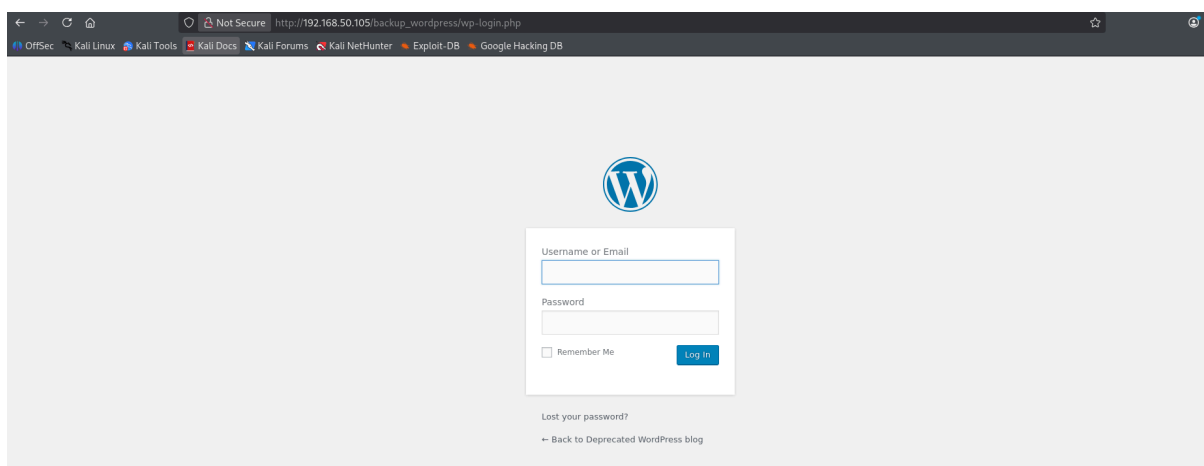 Not Secure http://192.168.50.105/backup_wordpress/wp-login.php
OffSec Kali Linux Kali Tools Kali Docs Kali Forums Kali NetHunter Exploit-DB Google Hacking DB
Username or Email
Password
Remember Me Log In
Lost your password?
← Back to Deprecated WordPress blog